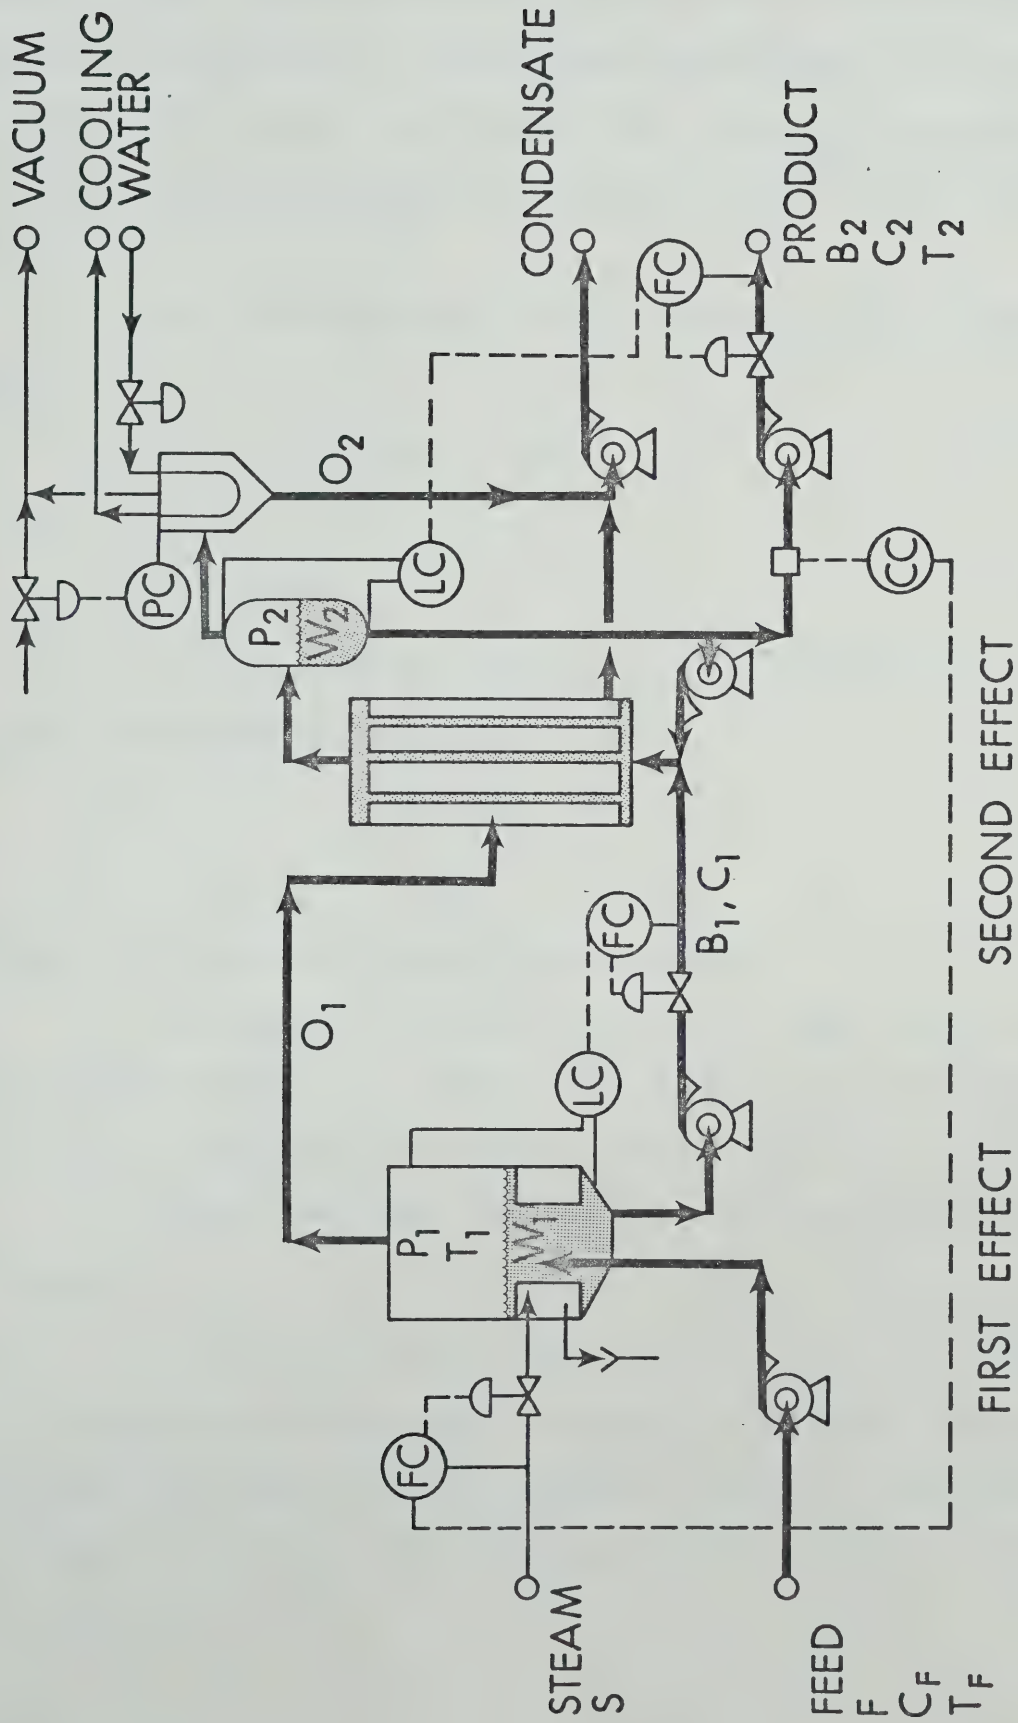 VACUUM
COOLING
WATER
PC
P2
W2
O2
LC
CONDENSATE
FC
PRODUCT
B2
C2
T2
CC
O1
P1
T1
W1
LC
FC
B1, C1
FC
STEAM
S
FEED
F
CF
TF
FIRST EFFECT
SECOND EFFECT